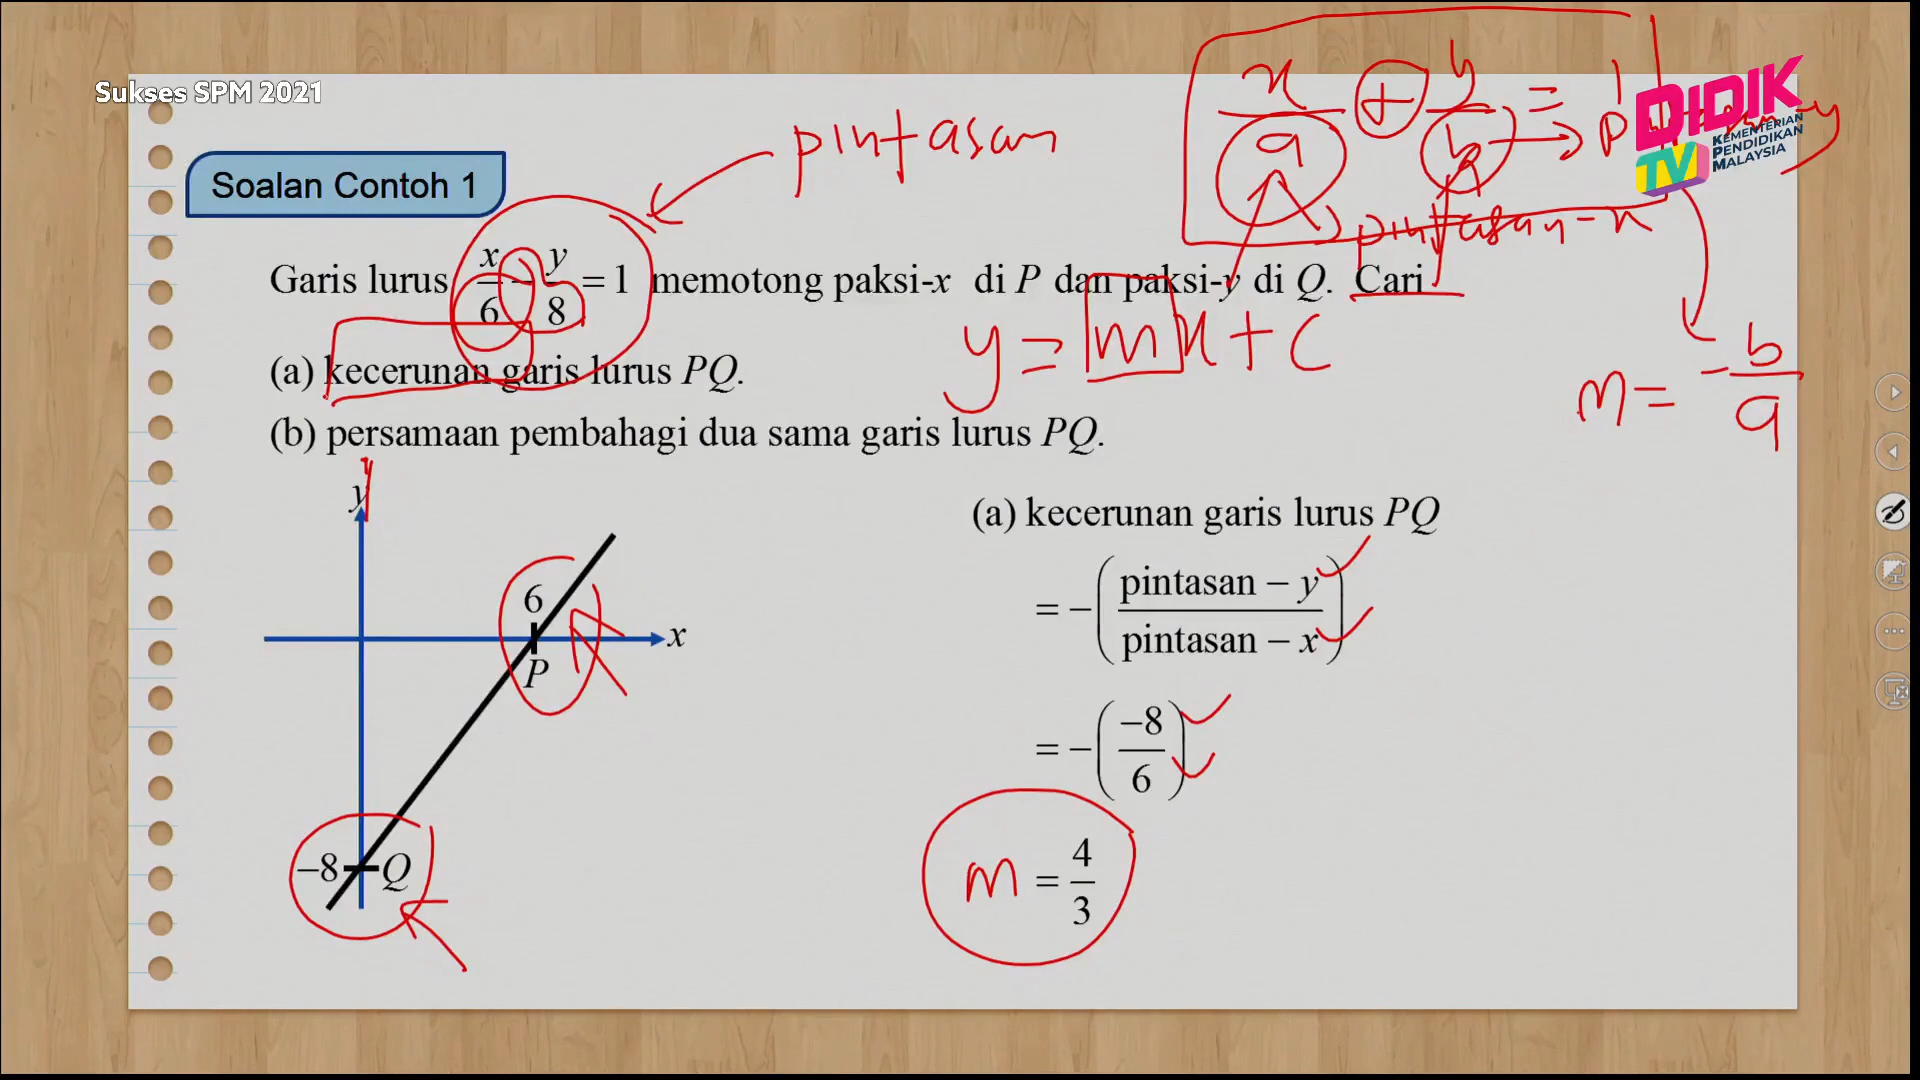 Sukses SPM 2021
DIDIK
TV
KEMENTERIAN
PENDIDIKAN
MALAYSIA
x/a + y/b = 1
pintasan
pintasan-x
Soalan Contoh 1
Garis lurus x/6 − y/8 = 1 memotong paksi-x di P dan paksi-y di Q. Cari
y = mx + c
(a) kecerunan garis lurus PQ.
m = -b/a
(b) persamaan pembahagi dua sama garis lurus PQ.
y
6
x
P
−8 Q
(a) kecerunan garis lurus PQ
= −(pintasan − y / pintasan − x)
= −(−8/6)
m = 4/3